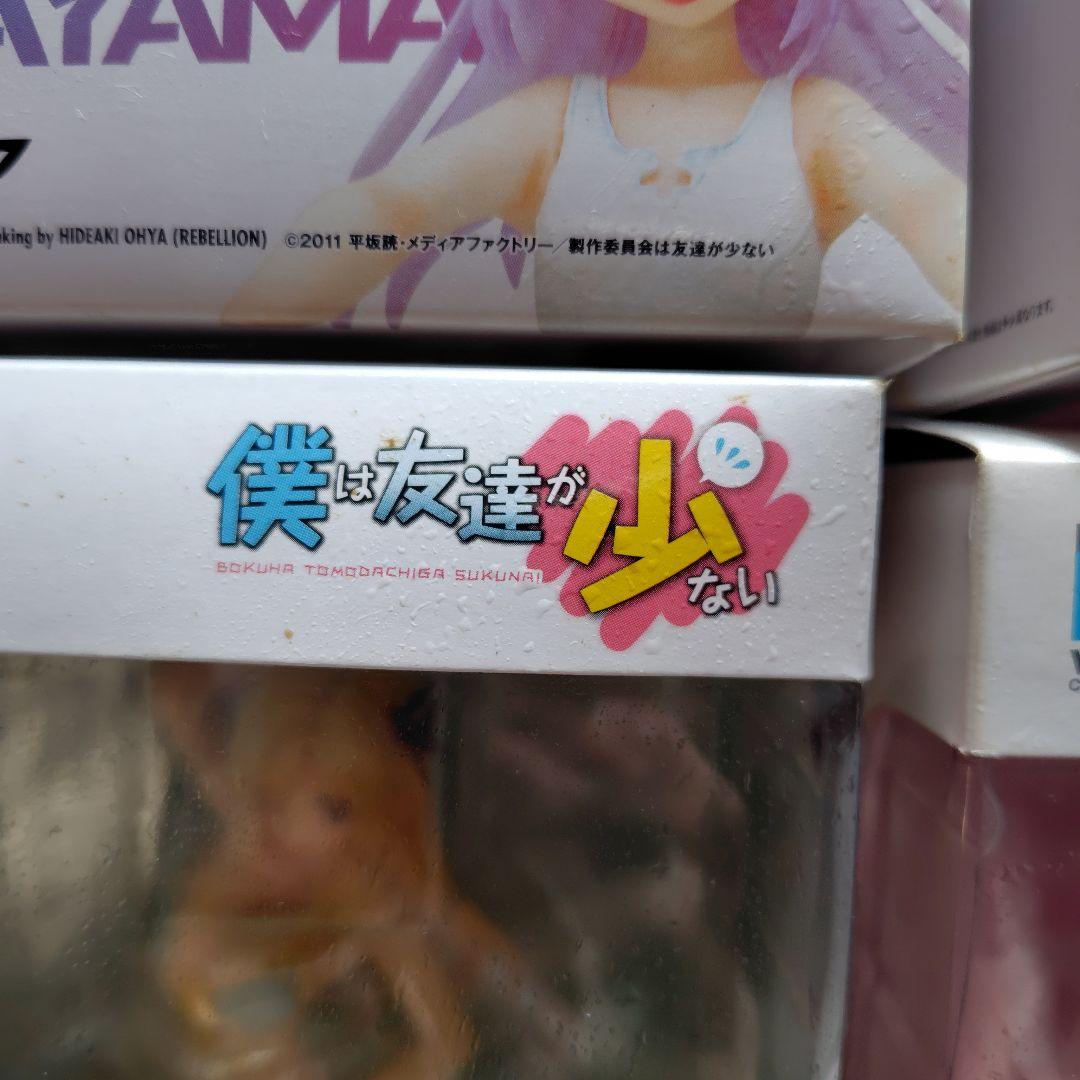 AYAMA
king by HIDEAKI OHYA (REBELLION) ©2011 平坂読・メディアファクトリー／製作委員会は友達が少ない
僕は友達が少ない
BOKUHA TOMODACHIGA SUKUNAI